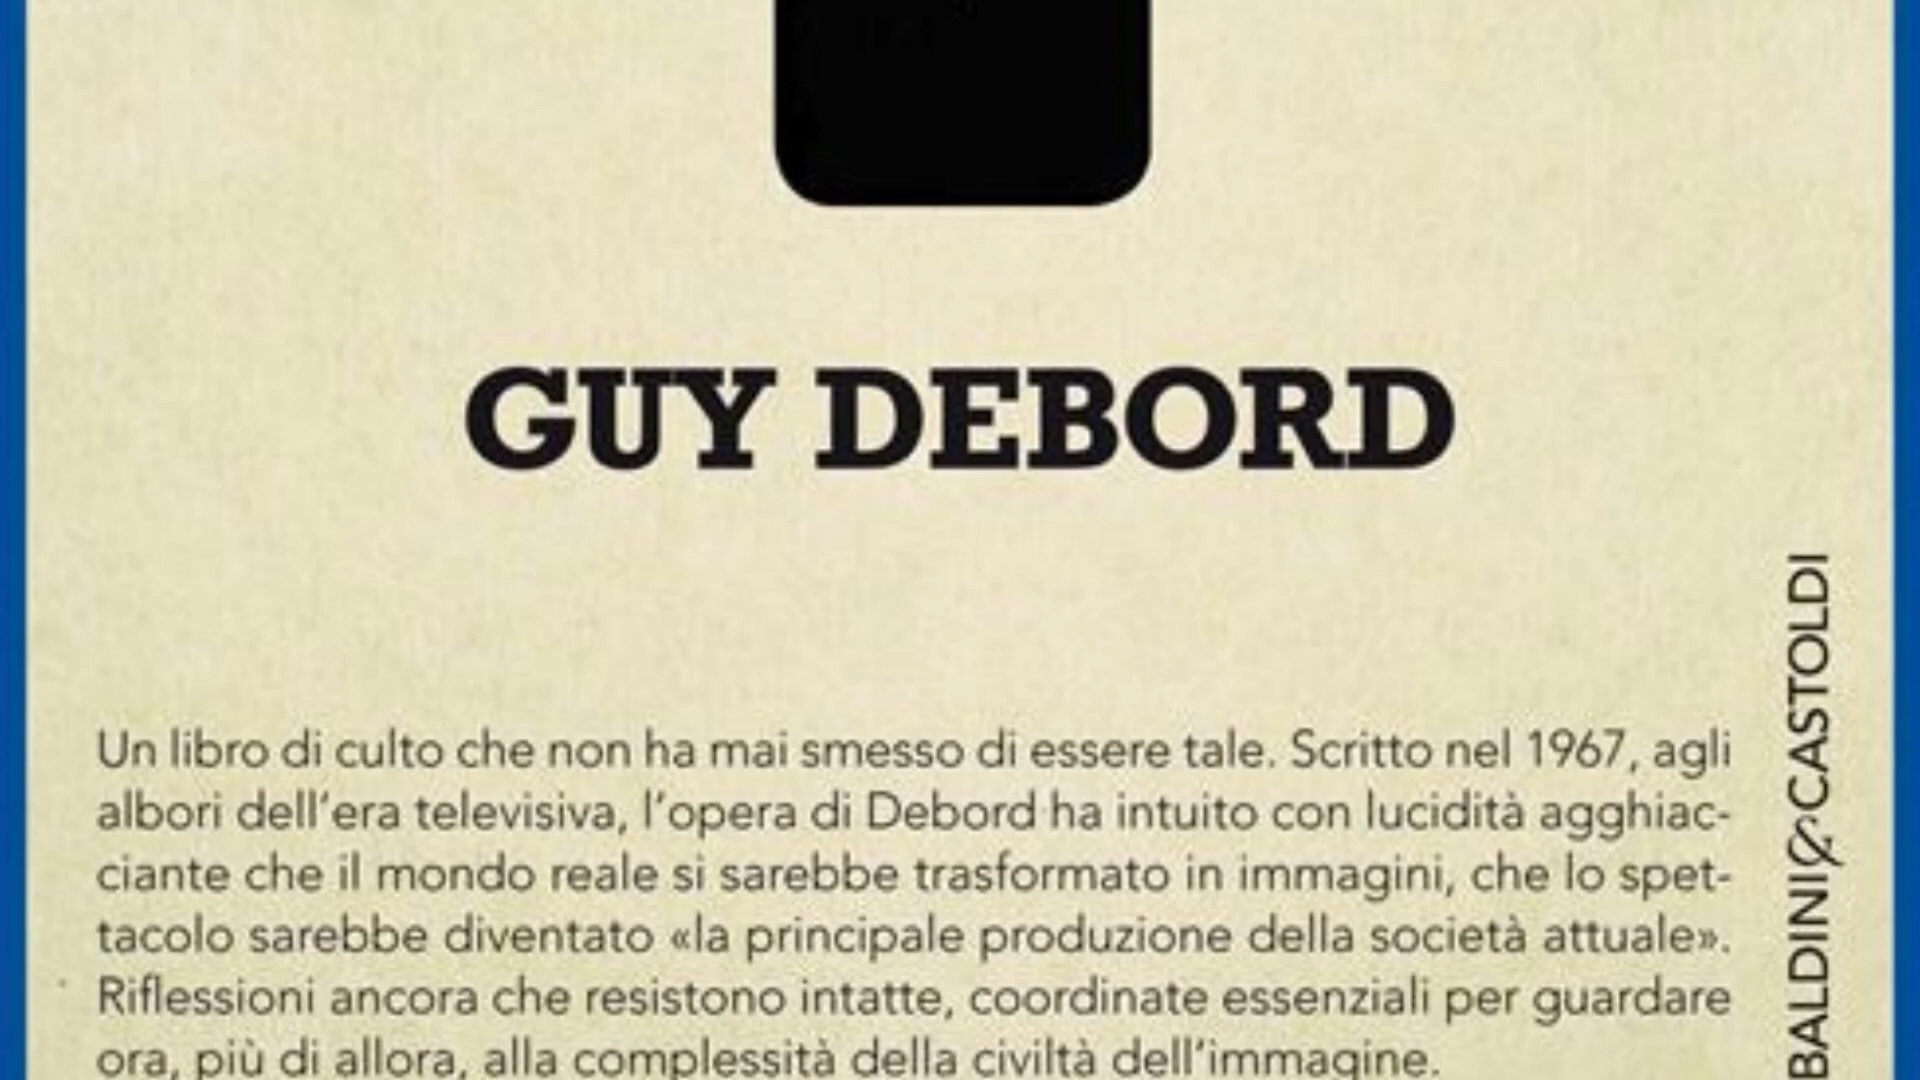 GUY DEBORD
Un libro di culto che non ha mai smesso di essere tale. Scritto nel 1967, agli
albori dell'era televisiva, l'opera di Debord ha intuito con lucidità agghiac-
ciante che il mondo reale si sarebbe trasformato in immagini, che lo spet-
tacolo sarebbe diventato «la principale produzione della società attuale».
Riflessioni ancora che resistono intatte, coordinate essenziali per guardare
ora, più di allora, alla complessità della civiltà dell'immagine.
BALDINI&CASTOLDI